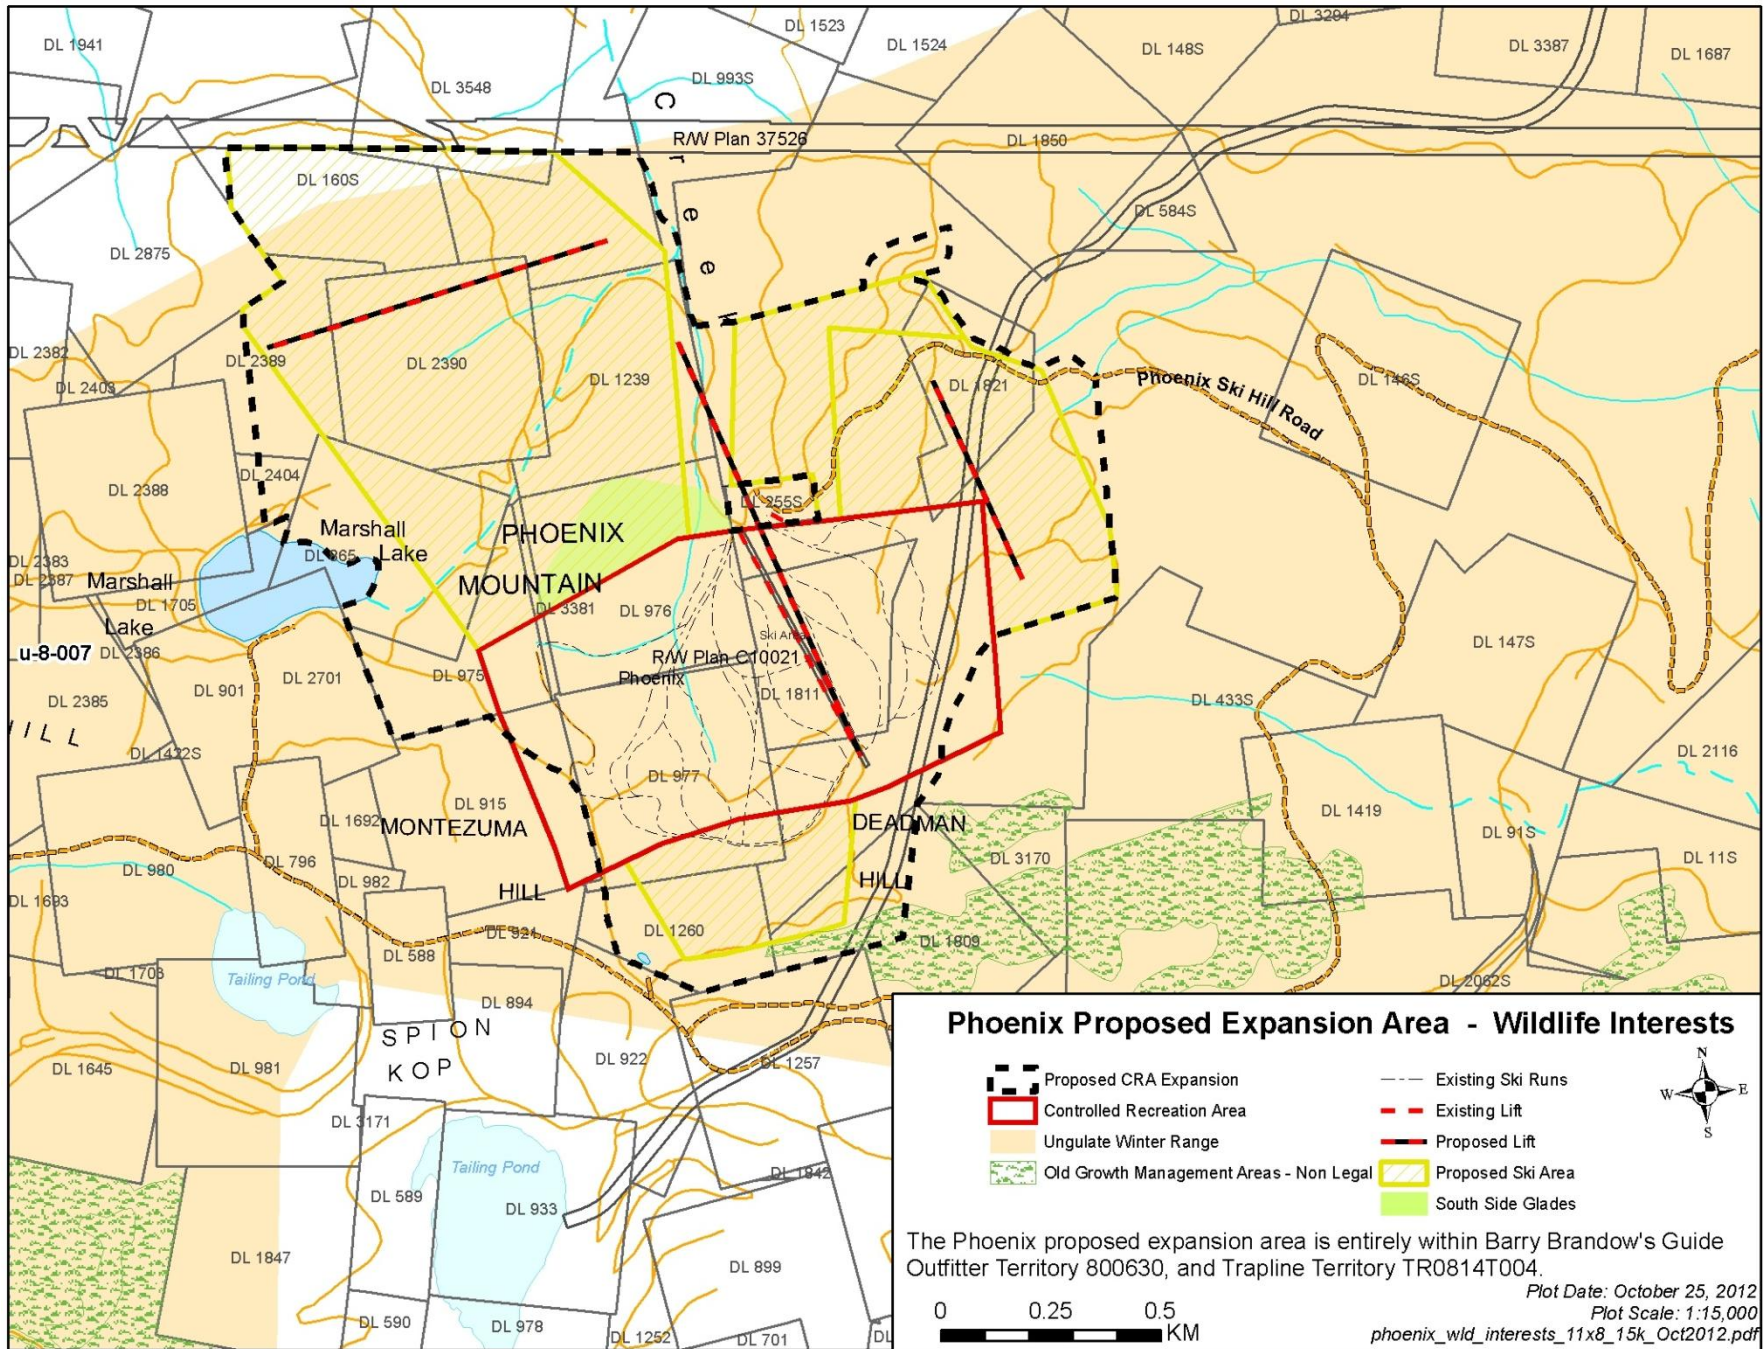 DL 1941
DL 1523
DL 1524
DL 3294
DL 148S
DL 3387
DL 1687
DL 3548
DL 993S
Creek
R/W Plan 37526
DL 1850
DL 160S
DL 584S
DL 2875
DL 2382
DL 2389
DL 2390
DL 2403
DL 1239
DL 1821
Phoenix Ski Hill Road
DL 146S
DL 2388
DL 2404
DL 255S
Marshall
Lake
PHOENIX
MOUNTAIN
DL 2383
DL 2387
DL 865
Marshall
Lake
DL 1705
DL 3381
DL 976
Ski Area
u-8-007
DL 2386
R/W Plan C10021
Phoenix
DL 147S
DL 2385
DL 901
DL 2701
DL 975
DL 1811
DL 433S
ILL
DL 1422S
DL 977
DL 2116
DL 915
DL 1692
MONTEZUMA
HILL
DEADMAN
HILL
DL 1419
DL 91S
DL 980
DL 796
DL 982
DL 3170
DL 11S
DL 1693
DL 921
DL 1260
DL 1809
DL 588
DL 1703
Tailing Pond
DL 894
DL 2062S
SPION
KOP
DL 1645
DL 981
DL 922
DL 1257
DL 3171
Tailing Pond
DL 1842
DL 589
DL 933
DL 1847
DL 899
DL 590
DL 978
DL 1252
DL 701
DL
Phoenix Proposed Expansion Area - Wildlife Interests
Proposed CRA Expansion
Controlled Recreation Area
Ungulate Winter Range
Old Growth Management Areas - Non Legal
Existing Ski Runs
Existing Lift
Proposed Lift
Proposed Ski Area
South Side Glades
N
W E
S
The Phoenix proposed expansion area is entirely within Barry Brandow's Guide
Outfitter Territory 800630, and Trapline Territory TR0814T004.
0 0.25 0.5
KM
Plot Date: October 25, 2012
Plot Scale: 1:15,000
phoenix_wld_interests_11x8_15k_Oct2012.pdf